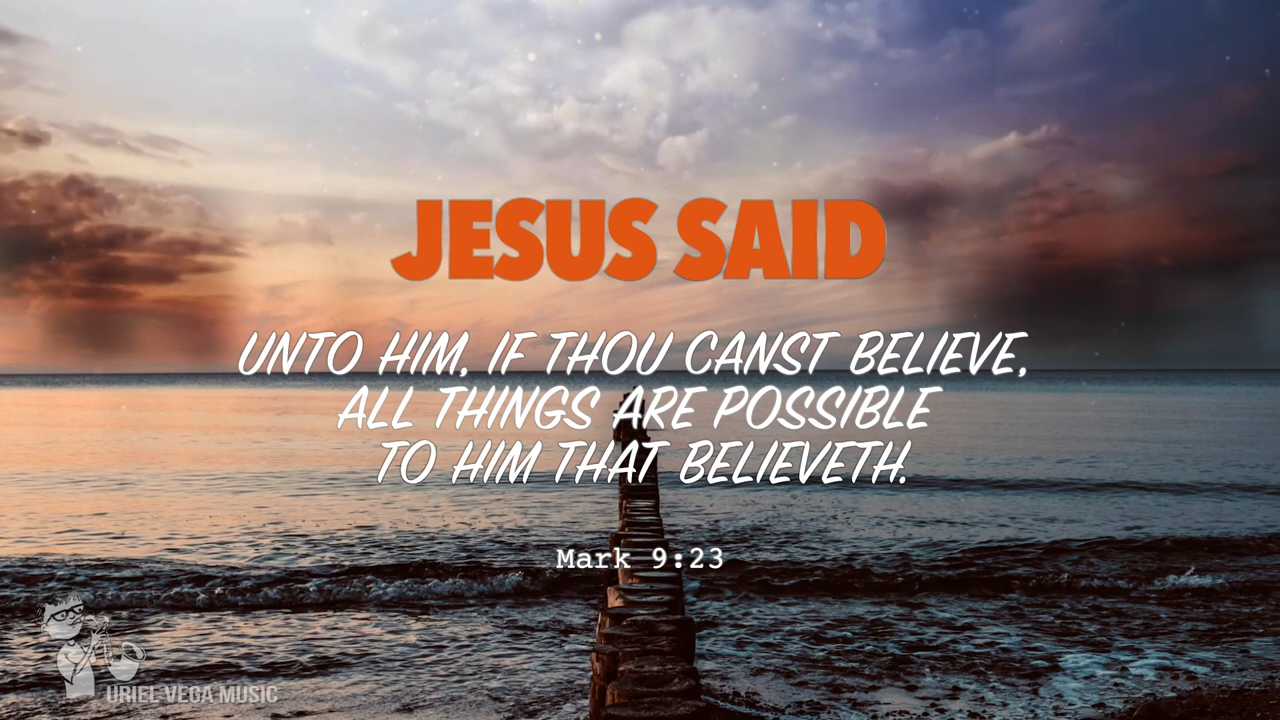 JESUS SAID
UNTO HIM, IF THOU CANST BELIEVE,
ALL THINGS ARE POSSIBLE
TO HIM THAT BELIEVETH.
Mark 9:23
URIEL VEGA MUSIC